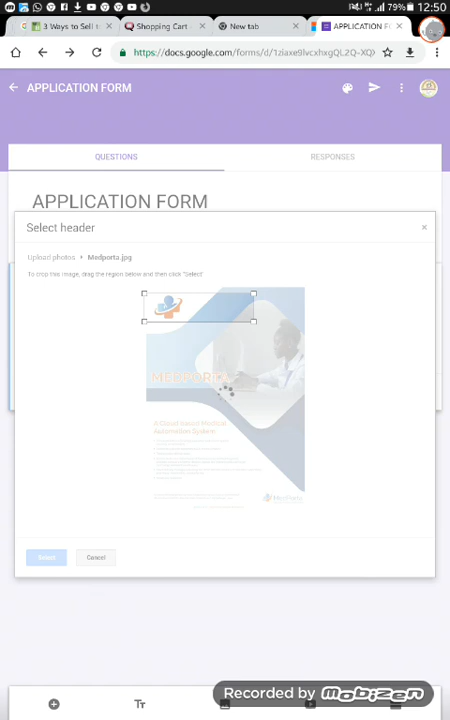 79% 12:50
3 Ways to Sell t
Shopping Cart -
New tab
APPLICATION F
https://docs.google.com/forms/d/1ziaxe9lvcxhxgQL2Q-XQ
APPLICATION FORM
QUESTIONS
RESPONSES
APPLICATION FORM
Select header
×
Upload photos
Medporta.jpg
To crop this image, drag the region below and then click 'Select'
MEDPORTA
A Cloud based Medical
Automation System
Select
Cancel
Tт
Recorded by MOBIZEN